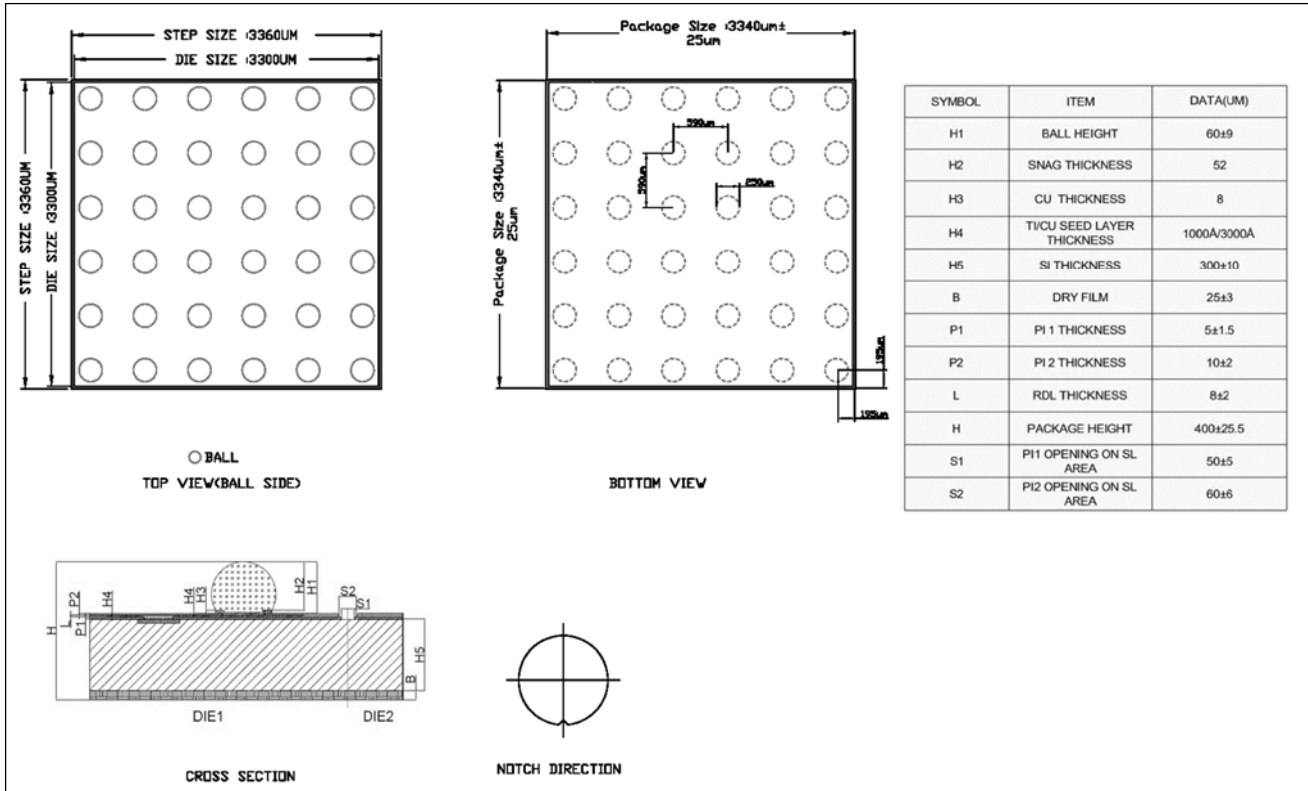 STEP SIZE :3360UM
DIE SIZE :3300UM
STEP SIZE :3360UM
DIE SIZE :3300UM
BALL
TOP VIEW(BALL SIDE)
Package Size :3340um±
25um
Package Size :3340um±
25um
590um
590um
250um
195um
195um
BOTTOM VIEW
SYMBOL ITEM DATA(UM)
H1 BALL HEIGHT 60±9
H2 SNAG THICKNESS 52
H3 CU THICKNESS 8
H4 TI/CU SEED LAYER
THICKNESS 1000Å/3000Å
H5 SI THICKNESS 300±10
B DRY FILM 25±3
P1 PI 1 THICKNESS 5±1.5
P2 PI 2 THICKNESS 10±2
L RDL THICKNESS 8±2
H PACKAGE HEIGHT 400±25.5
S1 PI1 OPENING ON SL
AREA 50±5
S2 PI2 OPENING ON SL
AREA 60±6
H
L
P2
P1
H4
H4
H3
H2
H1
S2
S1
H5
B
DIE1 DIE2
CROSS SECTION
NOTCH DIRECTION